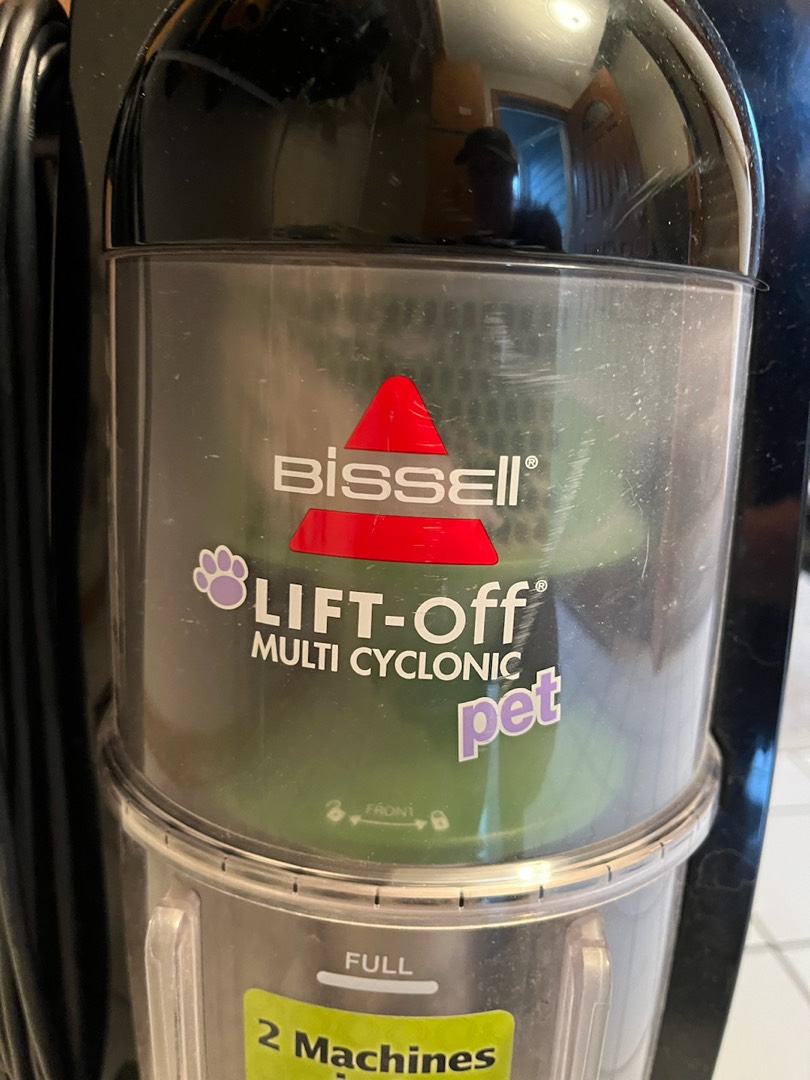 BISSELL®
LIFT-Off®
MULTI CYCLONIC
pet
FRONT
FULL
2 Machines